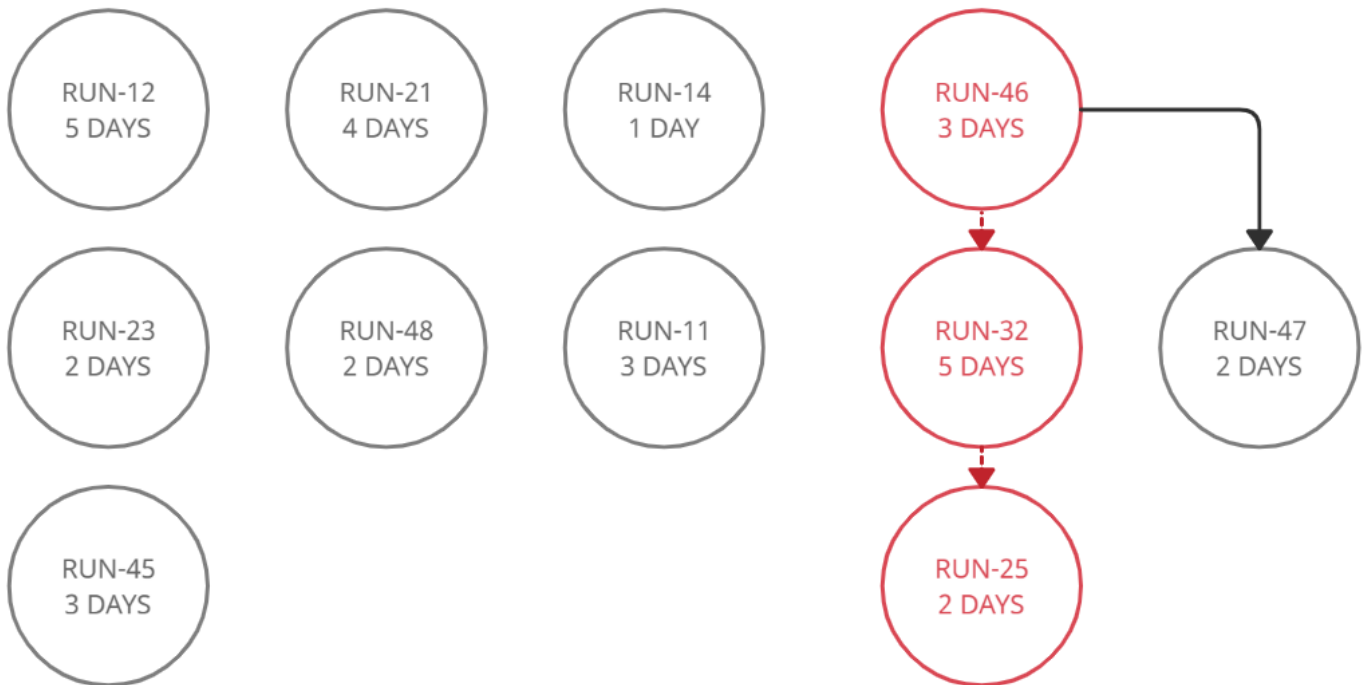 RUN-12
5 DAYS
RUN-21
4 DAYS
RUN-14
1 DAY
RUN-46
3 DAYS
RUN-23
2 DAYS
RUN-48
2 DAYS
RUN-11
3 DAYS
RUN-32
5 DAYS
RUN-47
2 DAYS
RUN-45
3 DAYS
RUN-25
2 DAYS